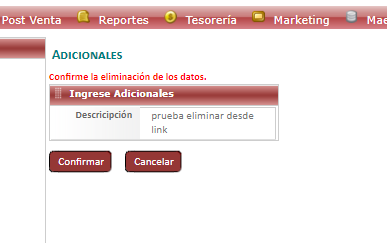 Post Venta Reportes Tesorería Marketing Mae
ADICIONALES
Confirme la eliminación de los datos.
Ingrese Adicionales
Descricipción prueba eliminar desde
link
Confirmar Cancelar